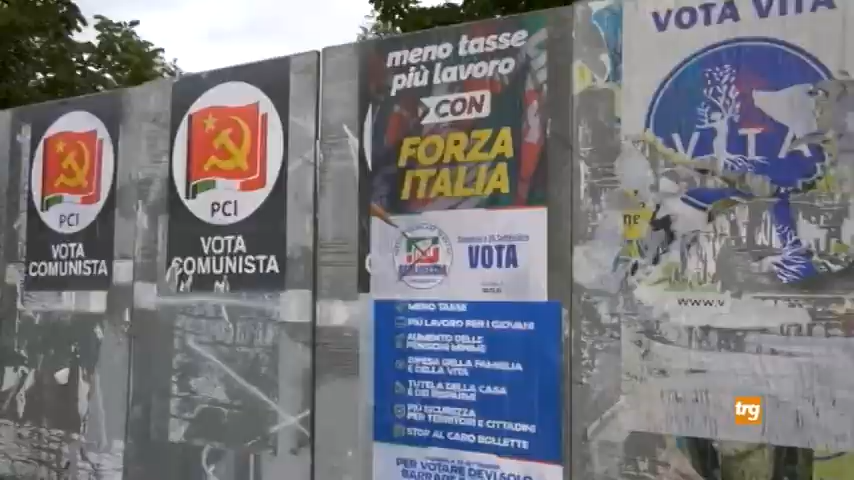 PCI
VOTA
COMUNISTA
PCI
VOTA
COMUNISTA
meno tasse
più lavoro
CON
FORZA
ITALIA
VOTA
MENO TASSE
PIÙ LAVORO PER I GIOVANI
AUMENTO DELLE
PENSIONI MINIME
DIFESA DELLA FAMIGLIA
E DELLA VITA
TUTELA DELLA CASA
E DEI RISPARMI
PIÙ SICUREZZA
PER TERRITORI E CITTADINI
STOP AL CARO BOLLETTE
PER VOTARE DEVI SOLO
VOTA VITA
VITA
www.v
trg